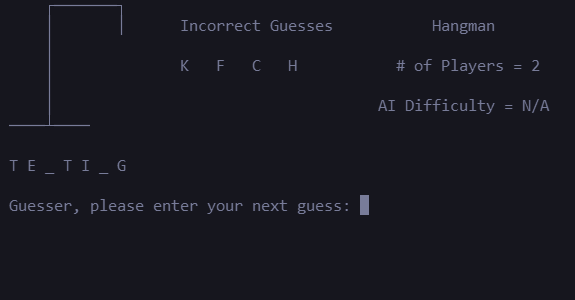 Incorrect Guesses Hangman
K F C H # of Players = 2
AI Difficulty = N/A
T E _ T I _ G
Guesser, please enter your next guess: